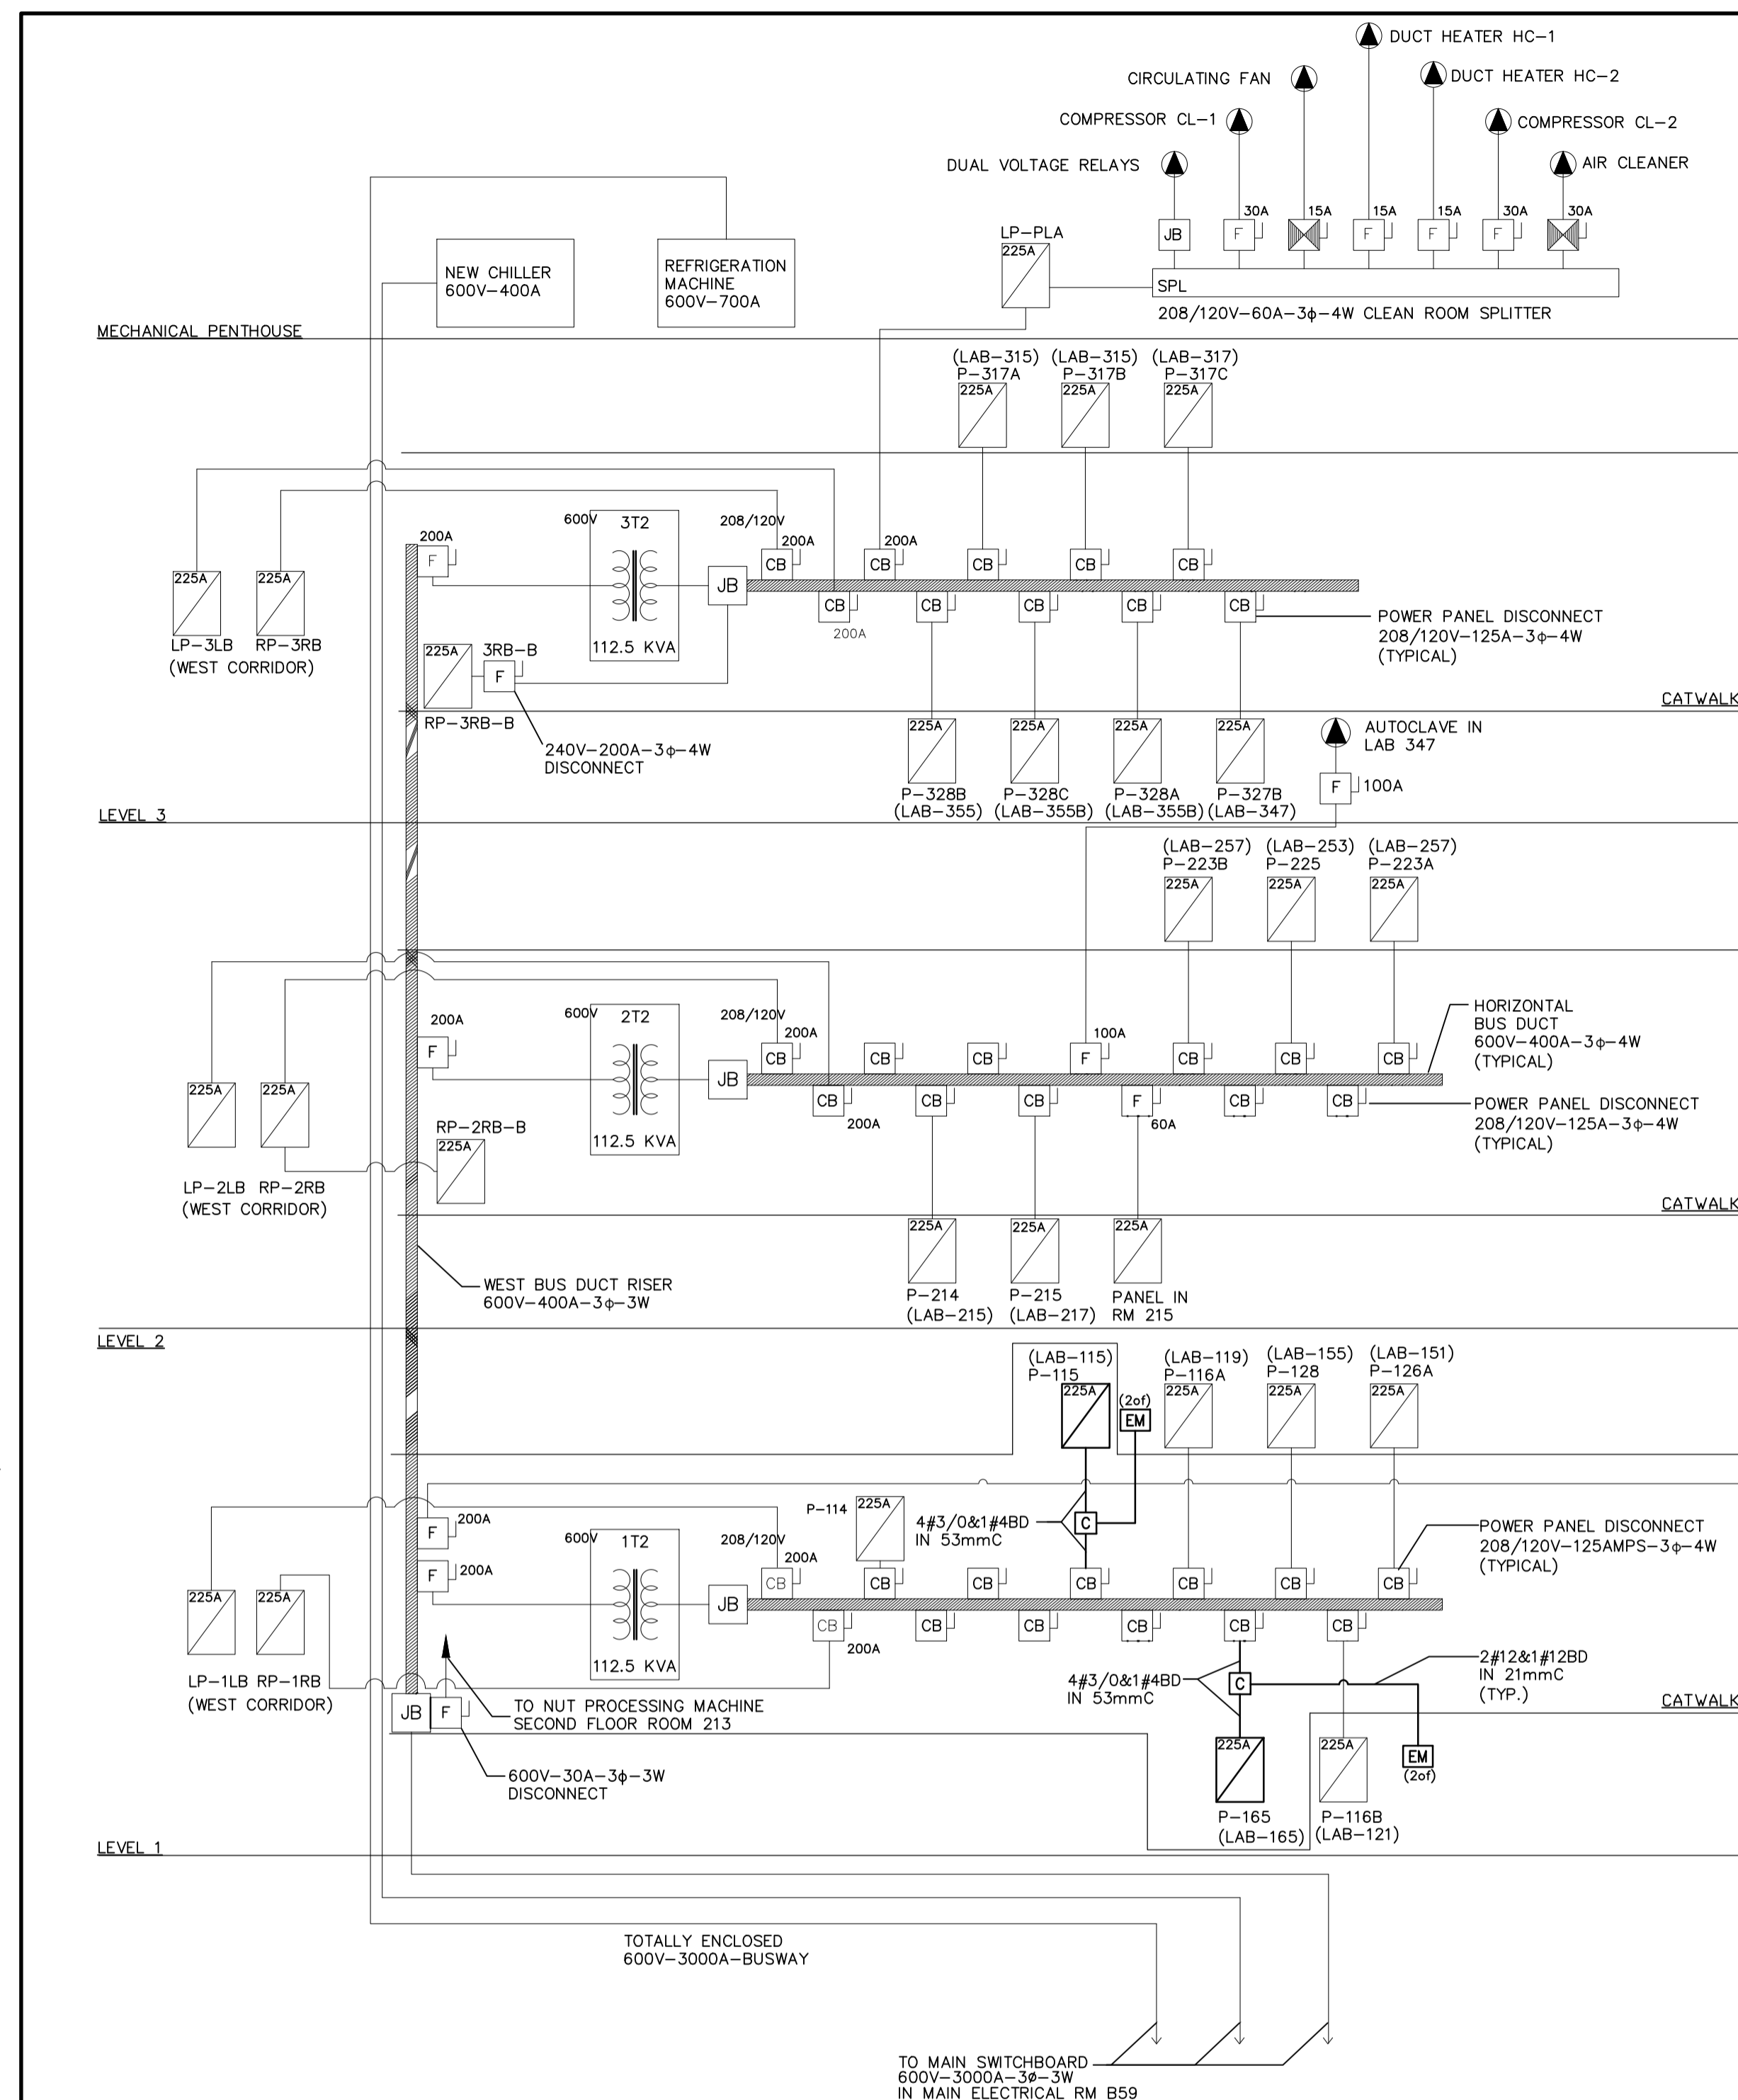 DUCT HEATER HC-1
CIRCULATING FAN
DUCT HEATER HC-2
COMPRESSOR CL-1
COMPRESSOR CL-2
DUAL VOLTAGE RELAYS
AIR CLEANER
30A
15A
15A
15A
30A
30A
JB
F
F
F
F
LP-PLA
225A
SPL
208/120V-60A-3ϕ-4W CLEAN ROOM SPLITTER
NEW CHILLER
600V-400A
REFRIGERATION
MACHINE
600V-700A
MECHANICAL PENTHOUSE
(LAB-315)
P-317A
225A
(LAB-315)
P-317B
225A
(LAB-317)
P-317C
225A
200A
F
600V
3T2
112.5 KVA
208/120V
JB
200A
CB
200A
CB
CB
CB
CB
CB
200A
CB
CB
CB
CB
POWER PANEL DISCONNECT
208/120V-125A-3ϕ-4W
(TYPICAL)
225A
225A
LP-3LB
RP-3RB
(WEST CORRIDOR)
225A
3RB-B
F
RP-3RB-B
240V-200A-3ϕ-4W
DISCONNECT
CATWALK
225A
P-328B
(LAB-355)
225A
P-328C
(LAB-355B)
225A
P-328A
(LAB-355B)
225A
P-327B
(LAB-347)
AUTOCLAVE IN
LAB 347
F
100A
LEVEL 3
(LAB-257)
P-223B
225A
(LAB-253)
P-225
225A
(LAB-257)
P-223A
225A
200A
F
600V
2T2
112.5 KVA
208/120V
JB
200A
CB
CB
CB
100A
F
CB
CB
CB
CB
200A
CB
CB
F
60A
CB
CB
HORIZONTAL
BUS DUCT
600V-400A-3ϕ-4W
(TYPICAL)
POWER PANEL DISCONNECT
208/120V-125A-3ϕ-4W
(TYPICAL)
225A
225A
LP-2LB
RP-2RB
(WEST CORRIDOR)
RP-2RB-B
225A
CATWALK
225A
P-214
(LAB-215)
225A
P-215
(LAB-217)
225A
PANEL IN
RM 215
WEST BUS DUCT RISER
600V-400A-3ϕ-3W
LEVEL 2
(LAB-115)
P-115
225A
(2of)
EM
(LAB-119)
P-116A
225A
(LAB-155)
P-128
225A
(LAB-151)
P-126A
225A
F
200A
F
200A
600V
1T2
112.5 KVA
208/120V
JB
P-114
225A
4#3/0&1#4BD
IN 53mmC
C
200A
CB
CB
CB
CB
CB
CB
CB
CB
200A
CB
CB
CB
CB
CB
POWER PANEL DISCONNECT
208/120V-125AMPS-3ϕ-4W
(TYPICAL)
225A
225A
LP-1LB
RP-1RB
(WEST CORRIDOR)
JB
F
TO NUT PROCESSING MACHINE
SECOND FLOOR ROOM 213
600V-30A-3ϕ-3W
DISCONNECT
4#3/0&1#4BD
IN 53mmC
C
2#12&1#12BD
IN 21mmC
(TYP.)
CATWALK
225A
P-165
(LAB-165)
225A
P-116B
(LAB-121)
EM
(2of)
LEVEL 1
TOTALLY ENCLOSED
600V-3000A-BUSWAY
TO MAIN SWITCHBOARD
600V-3000A-3ø-3W
IN MAIN ELECTRICAL RM B59